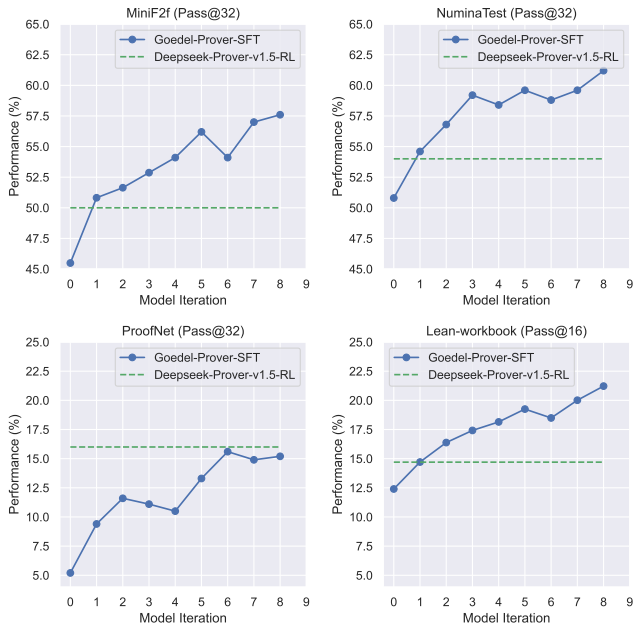 MiniF2f (Pass@32)
65.0
62.5
60.0
57.5
55.0
52.5
50.0
47.5
45.0
Performance (%)
Goedel-Prover-SFT
Deepseek-Prover-v1.5-RL
0 1 2 3 4 5 6 7 8 9
Model Iteration
NuminaTest (Pass@32)
65.0
62.5
60.0
57.5
55.0
52.5
50.0
47.5
45.0
Performance (%)
Goedel-Prover-SFT
Deepseek-Prover-v1.5-RL
0 1 2 3 4 5 6 7 8 9
Model Iteration
ProofNet (Pass@32)
25.0
22.5
20.0
17.5
15.0
12.5
10.0
7.5
5.0
Performance (%)
Goedel-Prover-SFT
Deepseek-Prover-v1.5-RL
0 1 2 3 4 5 6 7 8 9
Model Iteration
Lean-workbook (Pass@16)
25.0
22.5
20.0
17.5
15.0
12.5
10.0
7.5
5.0
Performance (%)
Goedel-Prover-SFT
Deepseek-Prover-v1.5-RL
0 1 2 3 4 5 6 7 8 9
Model Iteration